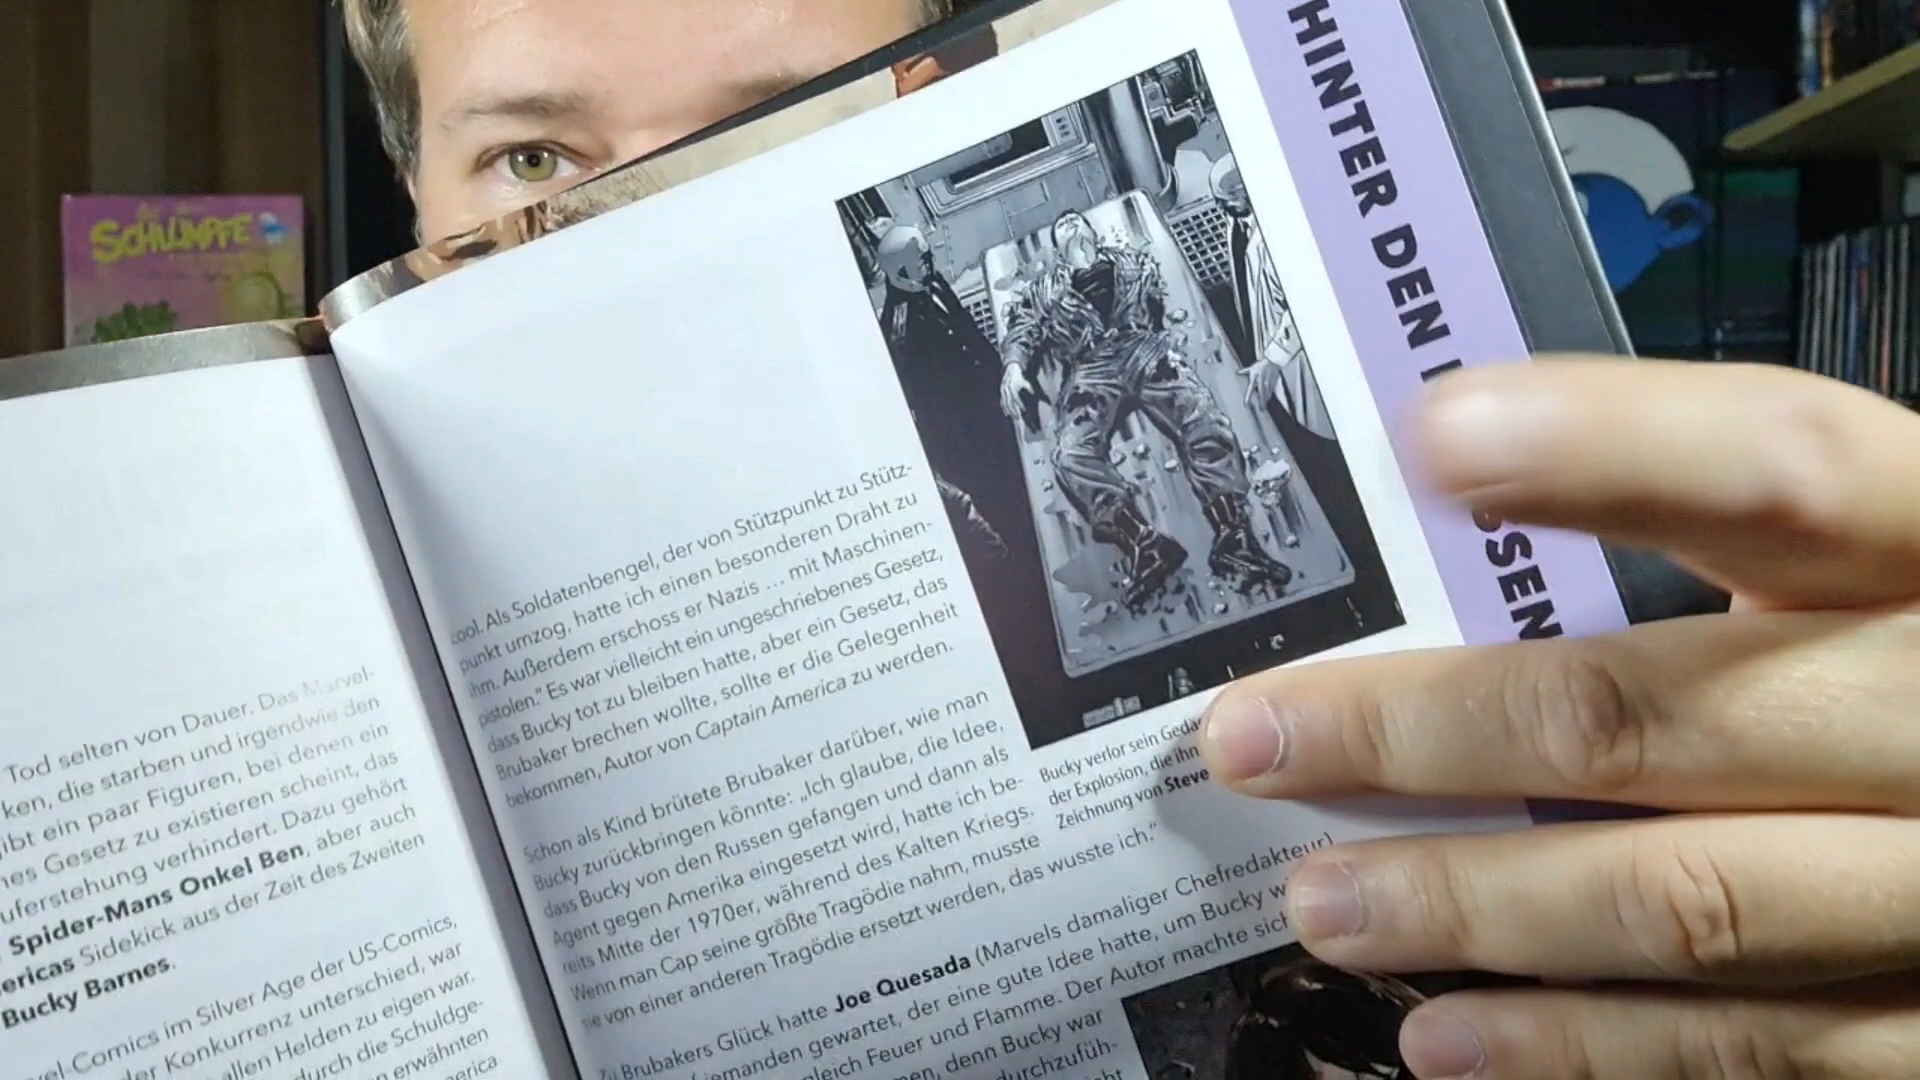 SCHLÜMPFE
Tod selten von Dauer. Das Marvel-
ken, die starben und irgendwie den
ibt ein paar Figuren, bei denen ein
nes Gesetz zu existieren scheint, das
uferstehung verhindert. Dazu gehört
Spider-Mans Onkel Ben, aber auch
ericas Sidekick aus der Zeit des Zweiten
Bucky Barnes.
vel-Comics im Silver Age der US-Comics,
der Konkurrenz unterschied, war
allen Helden zu eigen war.
durch die Schuldge-
n erwähnten
erica
cool. Als Soldatenbengel, der von Stützpunkt zu Stütz-
punkt umzog, hatte ich einen besonderen Draht zu
ihm. Außerdem erschoss er Nazis ... mit Maschinen-
pistolen.“ Es war vielleicht ein ungeschriebenes Gesetz,
dass Bucky tot zu bleiben hatte, aber ein Gesetz, das
Brubaker brechen wollte, sollte er die Gelegenheit
bekommen, Autor von Captain America zu werden.
Schon als Kind brütete Brubaker darüber, wie man
Bucky zurückbringen könnte: „Ich glaube, die Idee,
dass Bucky von den Russen gefangen und dann als
Agent gegen Amerika eingesetzt wird, hatte ich be-
reits Mitte der 1970er, während des Kalten Kriegs.
Wenn man Cap seine größte Tragödie nahm, musste
sie von einer anderen Tragödie ersetzt werden, das wusste ich.“
Zu Brubakers Glück hatte Joe Quesada (Marvels damaliger Chefredakteur)
jemanden gewartet, der eine gute Idee hatte, um Bucky w
gleich Feuer und Flamme. Der Autor machte sich
en, denn Bucky war
durchzufüh-
Bucky verlor sein Gedä
der Explosion, die ihn
Zeichnung von Steve
HINTER DEN
SSEN